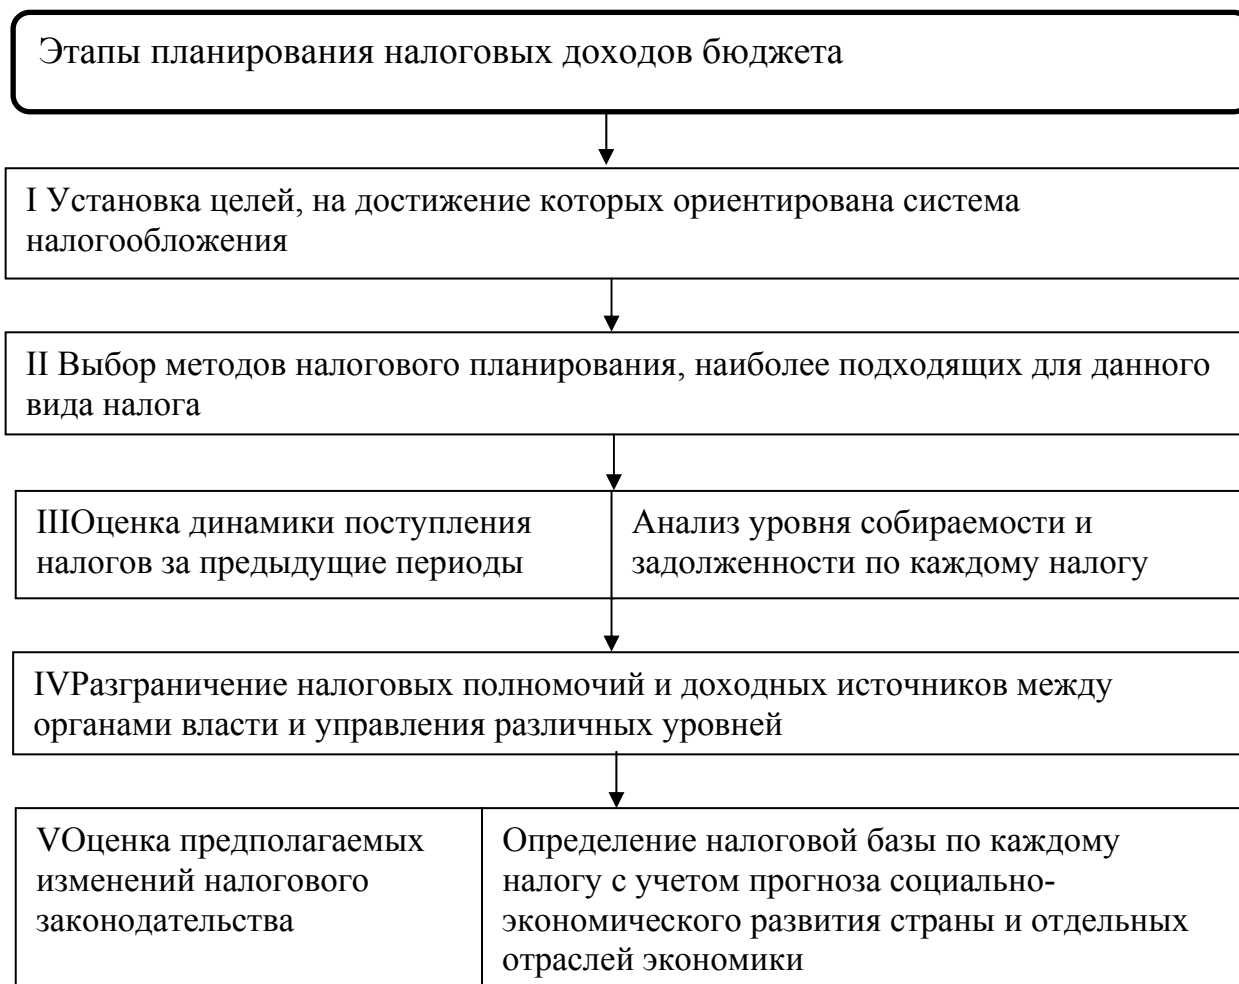 Этапы планирования налоговых доходов бюджета
I Установка целей, на достижение которых ориентирована система
налогообложения
II Выбор методов налогового планирования, наиболее подходящих для данного
вида налога
IIIОценка динамики поступления
налогов за предыдущие периоды
Анализ уровня собираемости и
задолженности по каждому налогу
IVРазграничение налоговых полномочий и доходных источников между
органами власти и управления различных уровней
VОценка предполагаемых
изменений налогового
законодательства
Определение налоговой базы по каждому
налогу с учетом прогноза социально-
экономического развития страны и отдельных
отраслей экономики